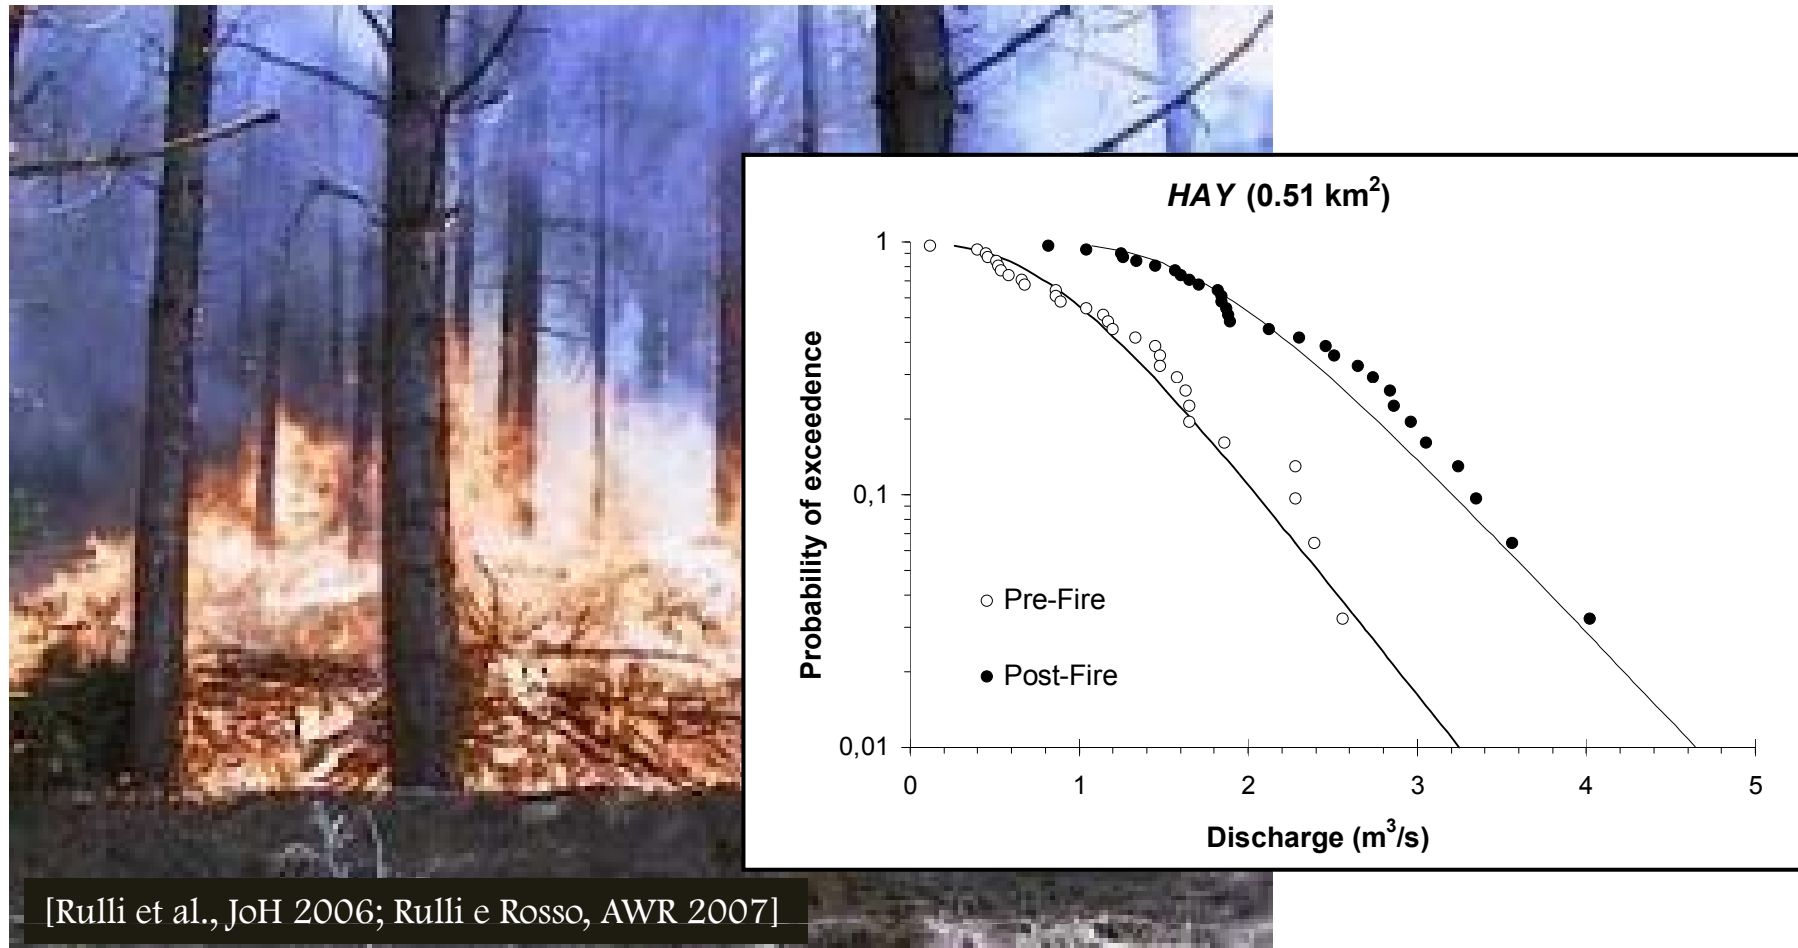 HAY (0.51 km²)
1
0,1
0,01
Probability of exceedence
Pre-Fire
Post-Fire
0 1 2 3 4 5
Discharge (m³/s)
[Rulli et al., JoH 2006; Rulli e Rosso, AWR 2007]